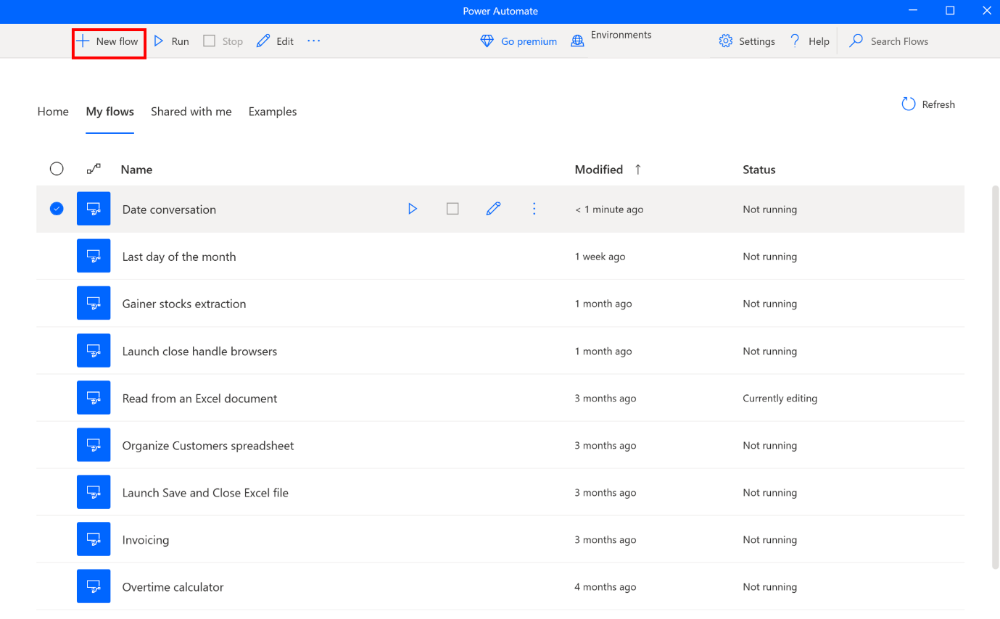 Power Automate
New flow Run Stop Edit ··· Go premium Environments Settings Help Search Flows
Home My flows Shared with me Examples Refresh
Name Modified ↑ Status
Date conversation < 1 minute ago Not running
Last day of the month 1 week ago Not running
Gainer stocks extraction 1 month ago Not running
Launch close handle browsers 1 month ago Not running
Read from an Excel document 3 months ago Currently editing
Organize Customers spreadsheet 3 months ago Not running
Launch Save and Close Excel file 3 months ago Not running
Invoicing 3 months ago Not running
Overtime calculator 4 months ago Not running